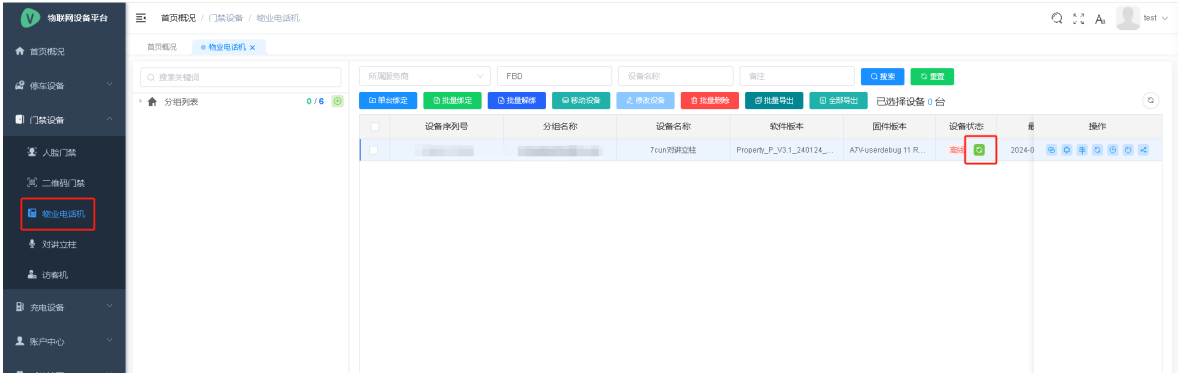 物联网设备平台
首页概况 / 门禁设备 / 物业电话机
test
首页概况
物业电话机 ×
首页概况
停车设备
门禁设备
人脸门禁
二维码门禁
物业电话机
对讲立柱
访客机
充电设备
账户中心
搜索关键词
分组列表 0 / 6
所属服务商 FBD 设备名称 备注 搜索 重置
单台绑定 批量绑定 批量解绑 移动设备 修改设备 批量删除 批量导出 全部导出 已选择设备 0 台
设备序列号 分组名称 设备名称 软件版本 固件版本 设备状态 操作
7cun对讲立柱 Property_P_V3.1_240124_... A7V-userdebug 11 R... 离线 2024-0